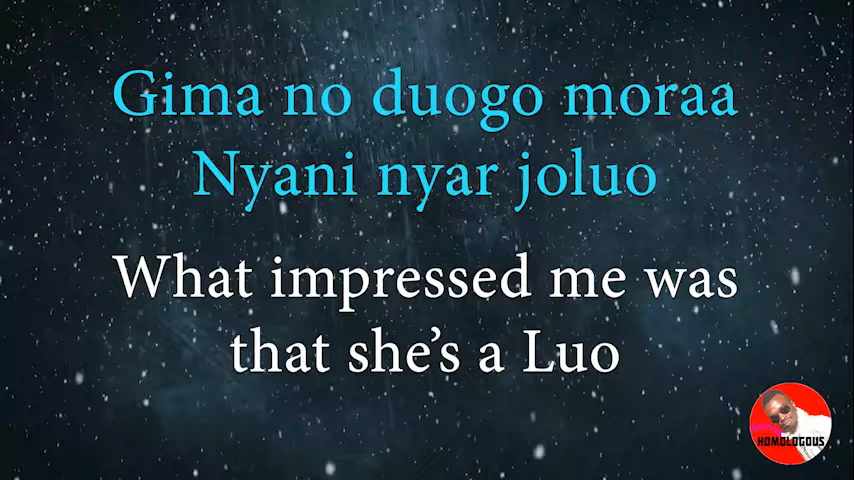 Gima no duogo moraa
Nyani nyar joluo
What impressed me was
that she's a Luo
HOMOLOGOUS